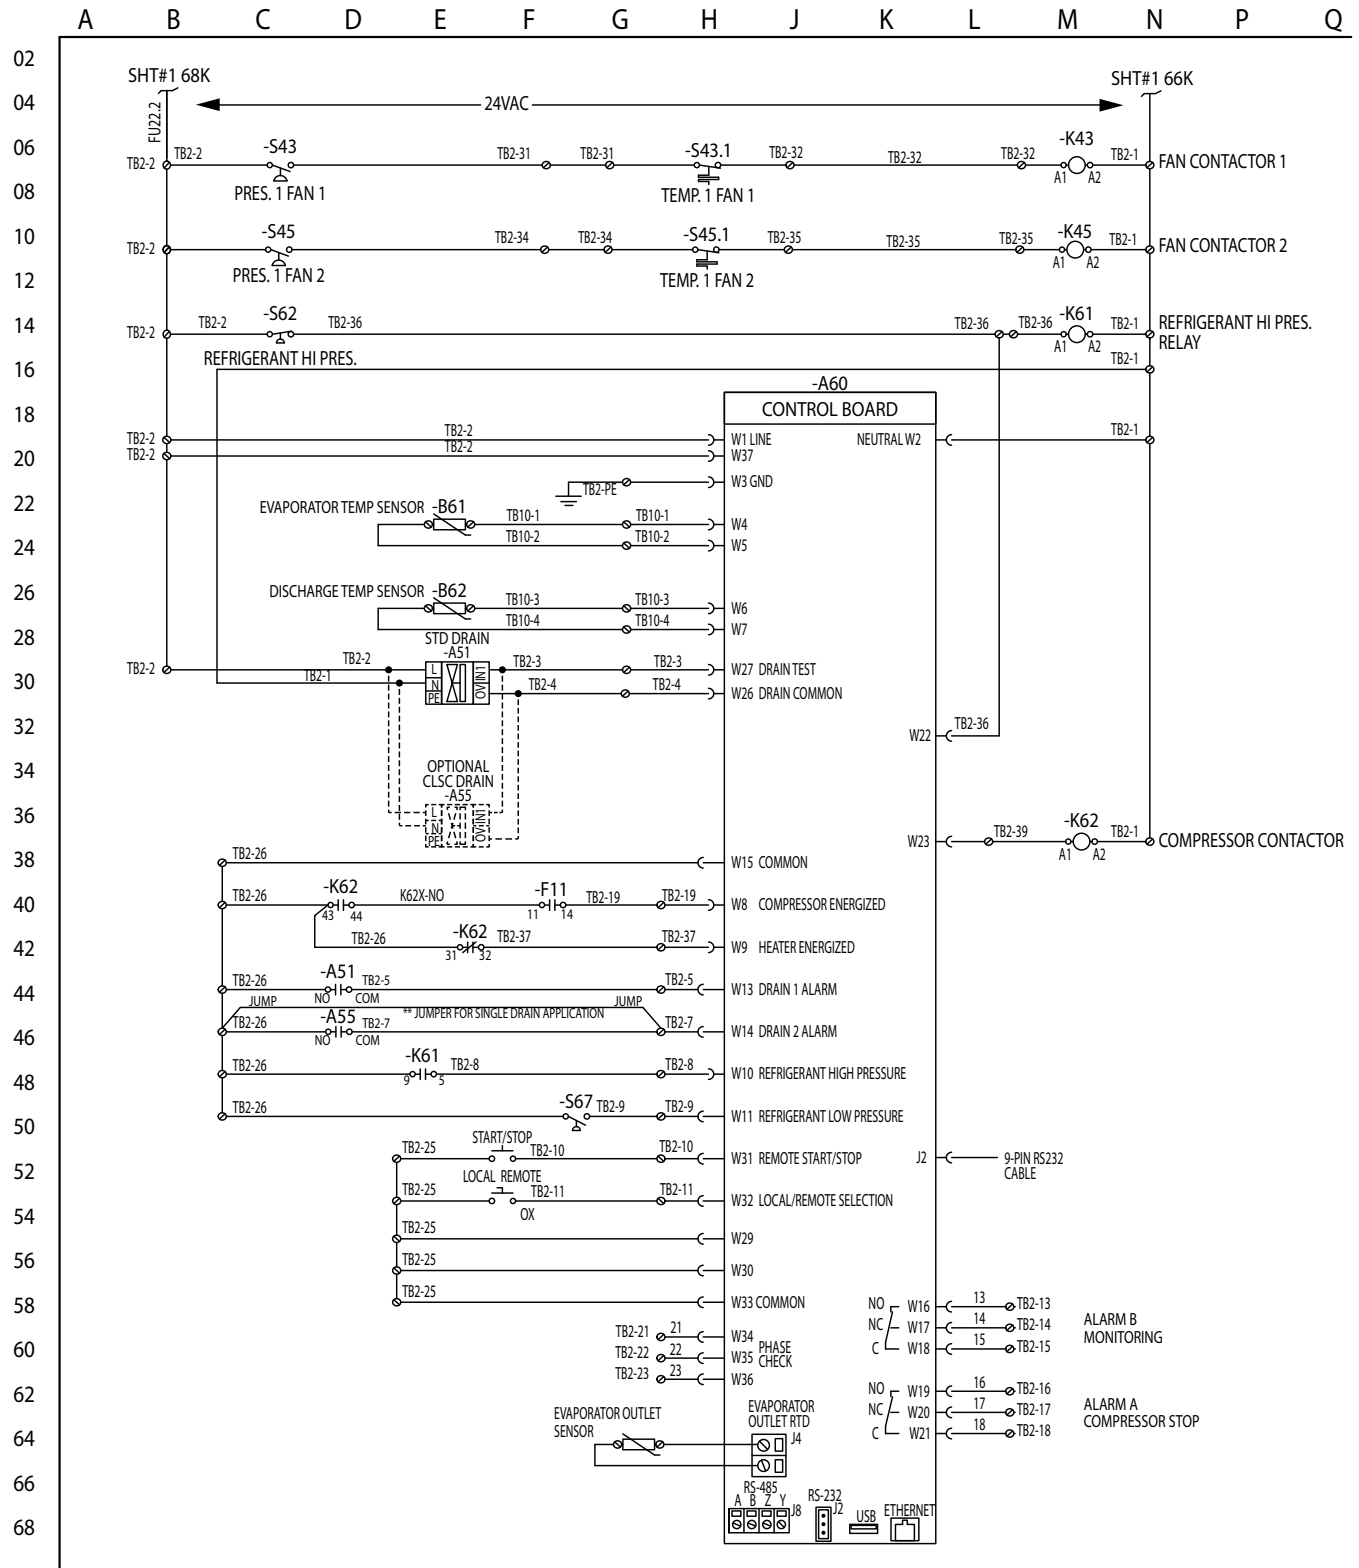 A B C D E F G H J K L M N P Q
02
SHT#1 68K SHT#1 66K
04 24VAC
FU22.2
06 -S43 -S43.1 -K43
TB2-2 TB2-2 TB2-31 TB2-31 TB2-32 TB2-32 TB2-32 TB2-1 FAN CONTACTOR 1
A1 A2
08 PRES. 1 FAN 1 TEMP. 1 FAN 1
10 -S45 -S45.1 -K45
TB2-2 TB2-34 TB2-34 TB2-35 TB2-35 TB2-35 TB2-1 FAN CONTACTOR 2
A1 A2
12 PRES. 1 FAN 2 TEMP. 1 FAN 2
14 -S62 -K61
TB2-2 TB2-2 TB2-36 TB2-36 TB2-36 TB2-1 REFRIGERANT HI PRES.
RELAY
A1 A2
REFRIGERANT HI PRES. TB2-1
16
-A60
18 CONTROL BOARD
TB2-2 TB2-2 W1 LINE NEUTRAL W2 TB2-1
20 TB2-2 TB2-2 W37
TB2-PE W3 GND
22 EVAPORATOR TEMP SENSOR -B61 TB10-1 TB10-1 W4
24 TB10-2 TB10-2 W5
26 DISCHARGE TEMP SENSOR -B62 TB10-3 TB10-3 W6
TB10-4 TB10-4 W7
28 STD DRAIN
-A51
TB2-2 TB2-2 L OV IN1 TB2-3 TB2-3 W27 DRAIN TEST
30 TB2-1 N TB2-4 TB2-4 W26 DRAIN COMMON
PE
32 W22 TB2-36
34 OPTIONAL
CLSC DRAIN
-A55
36 L OV IN1
N
PE
W23 TB2-39 -K62 TB2-1 COMPRESSOR CONTACTOR
A1 A2
38 TB2-26 W15 COMMON
40 TB2-26 -K62 K62X-NO -F11 TB2-19 TB2-19 W8 COMPRESSOR ENERGIZED
43 44 11 14
42 TB2-26 -K62 TB2-37 TB2-37 W9 HEATER ENERGIZED
31 32
44 TB2-26 -A51 TB2-5 TB2-5 W13 DRAIN 1 ALARM
NO COM
JUMP ** JUMPER FOR SINGLE DRAIN APPLICATION JUMP
46 TB2-26 -A55 TB2-7 TB2-7 W14 DRAIN 2 ALARM
NO COM
48 TB2-26 -K61 TB2-8 TB2-8 W10 REFRIGERANT HIGH PRESSURE
9 5
50 TB2-26 -S67 TB2-9 TB2-9 W11 REFRIGERANT LOW PRESSURE
START/STOP
52 TB2-25 TB2-10 TB2-10 W31 REMOTE START/STOP J2 9-PIN RS232
CABLE
LOCAL REMOTE
54 TB2-25 TB2-11 TB2-11 W32 LOCAL/REMOTE SELECTION
OX
TB2-25 W29
56 TB2-25 W30
58 TB2-25 W33 COMMON NO W16 13 TB2-13 ALARM B
MONITORING
TB2-21 21 W34 NC W17 14 TB2-14
60 TB2-22 22 W35 PHASE
CHECK
C W18 15 TB2-15
TB2-23 23 W36
62 NO W19 16 TB2-16 ALARM A
COMPRESSOR STOP
EVAPORATOR OUTLET
SENSOR
EVAPORATOR
OUTLET RTD
NC W20 17 TB2-17
64 J4 C W21 18 TB2-18
66 RS-485 RS-232
A B Z Y J8 J2 USB ETHERNET
68